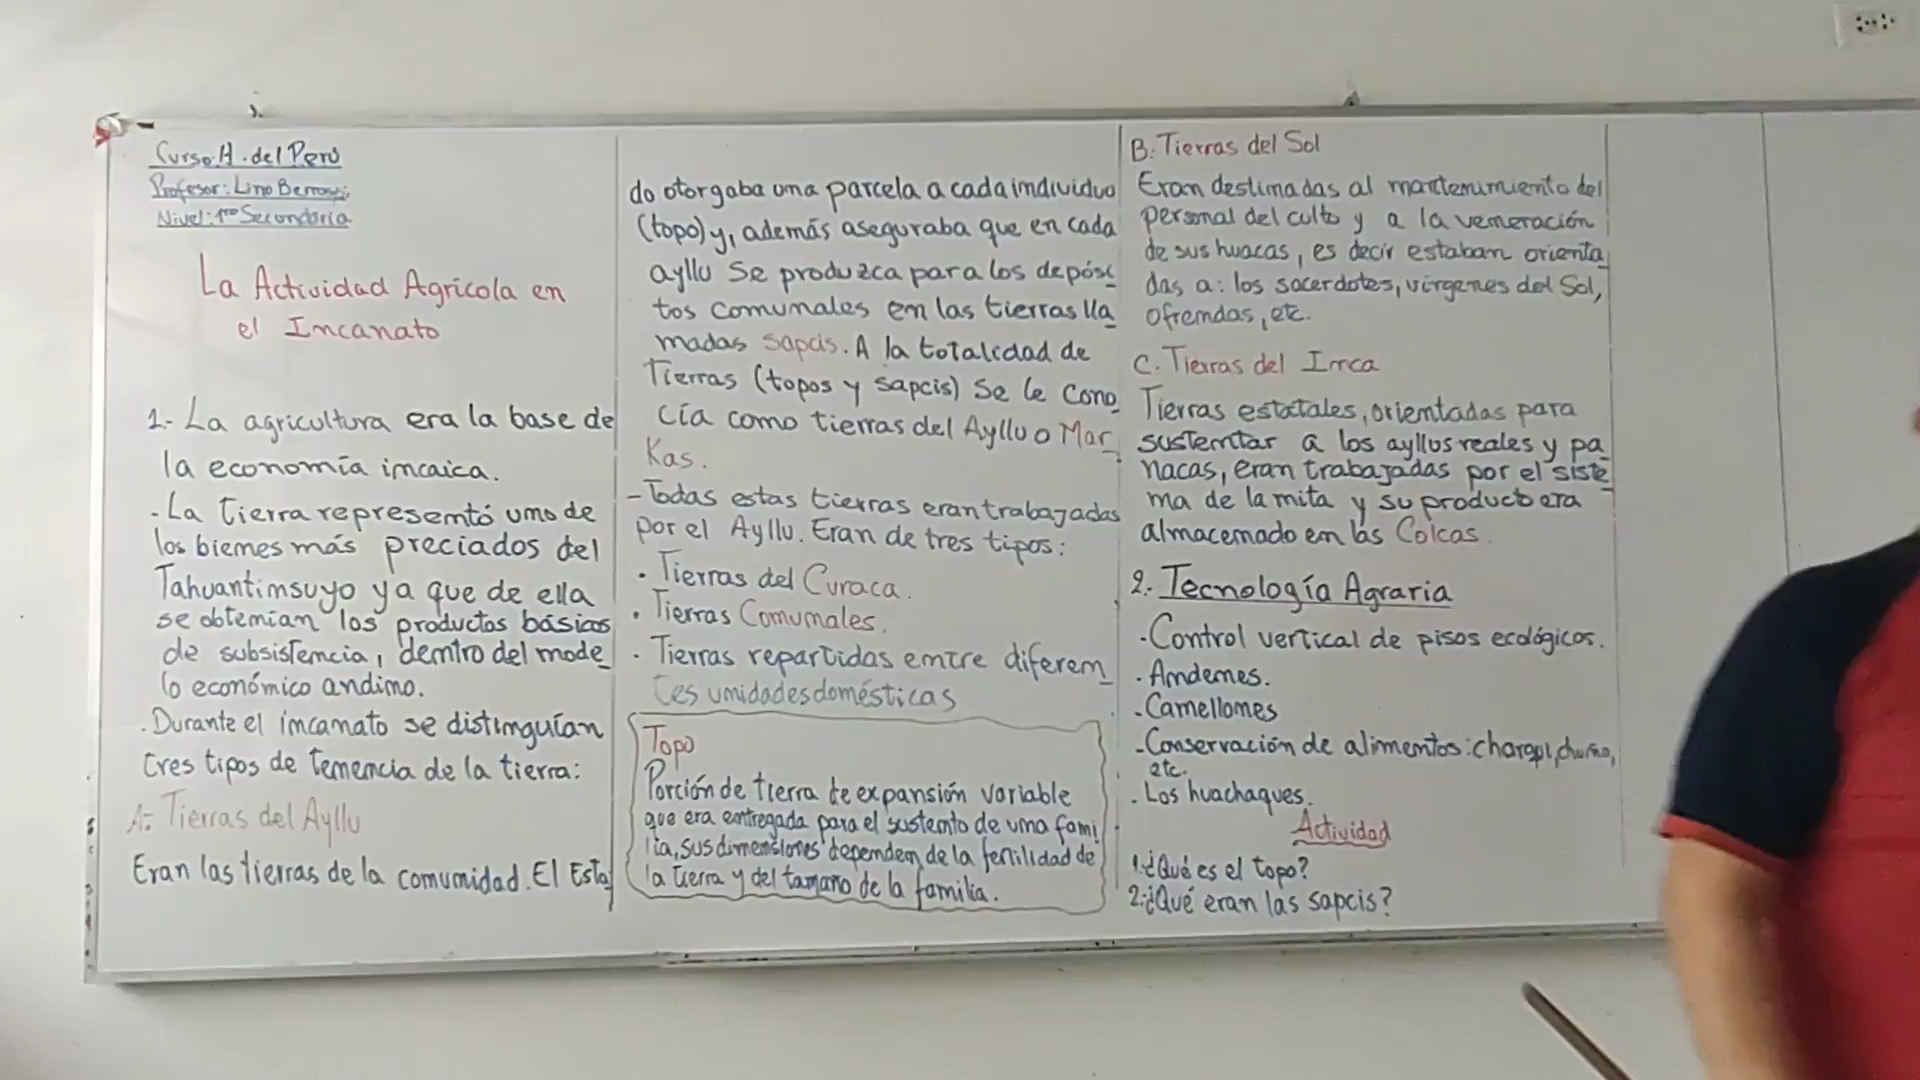 Curso: H. del Perú
Profesor: Lino
Nivel: 1ro Secundaria
La Actividad Agrícola en
el Incanato
1.- La agricultura era la base de
la economía incaica.
- La tierra representó uno de
los bienes más preciados del
Tahuantinsuyo ya que de ella
se obtenían los productos básicos
de subsistencia, dentro del mode_
lo económico andino.
- Durante el incanato se distinguían
tres tipos de tenencia de la tierra:
A: Tierras del Ayllu
Eran las tierras de la comunidad. El Esta_
do otorgaba una parcela a cada individuo
(topo) y, además aseguraba que en cada
ayllu se produzca para los depósi_
tos comunales en las tierras lla_
madas sapcis. A la totalidad de
Tierras (topos y sapcis) se le cono_
cía como tierras del Ayllu o Mar_
Kas.
- Todas estas tierras eran trabajadas
por el Ayllu. Eran de tres tipos:
• Tierras del Curaca.
• Tierras Comunales.
• Tierras repartidas entre diferen_
tes unidades domésticas
Topo
Porción de tierra de expansión variable
que era entregada para el sustento de una fami_
lia, sus dimensiones dependen de la fertilidad de
la tierra y del tamaño de la familia.
B: Tierras del Sol
Eran destinadas al mantenimiento del
personal del culto y a la veneración
de sus huacas, es decir estaban orienta_
das a: los sacerdotes, vírgenes del Sol,
ofrendas, etc.
C. Tierras del Inca
Tierras estatales, orientadas para
sustentar a los ayllus reales y pa_
nacas, eran trabajadas por el siste_
ma de la mita y su producto era
almacenado en las Colcas.
2.- Tecnología Agraria
- Control vertical de pisos ecológicos.
- Andenes.
- Camellones
- Conservación de alimentos: charqui, chuño,
etc.
- Los huachaques.
Actividad
1. ¿Qué es el topo?
2. ¿Qué eran las sapcis?